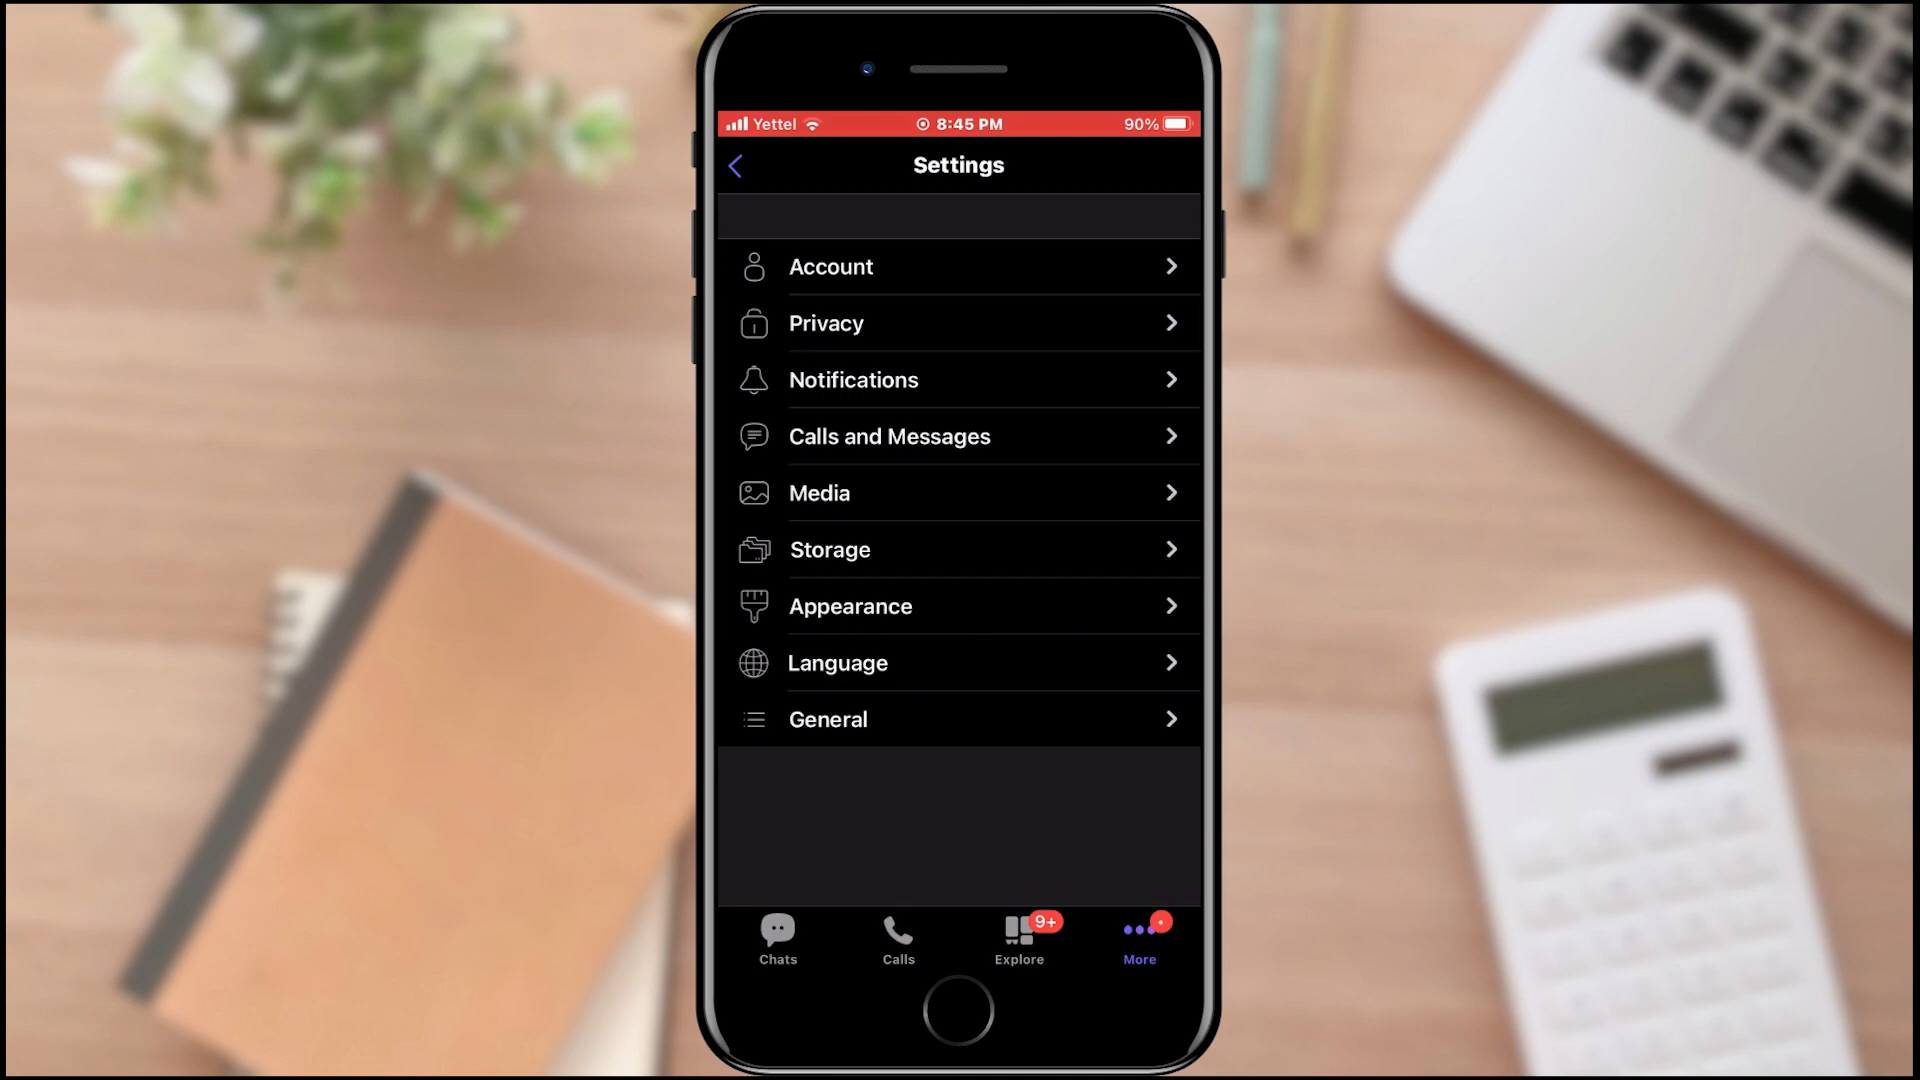 Yettel 8:45 PM 90%
Settings
Account
Privacy
Notifications
Calls and Messages
Media
Storage
Appearance
Language
General
9+
Chats Calls Explore More